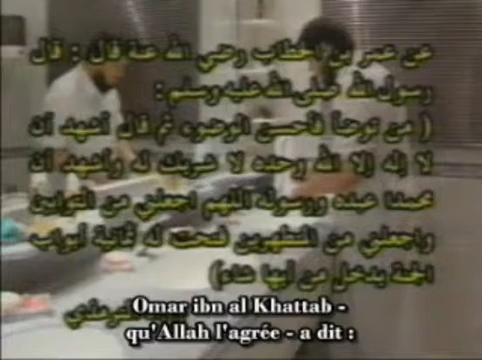 عن عمر بن الخطاب رضي الله عنة قال : قال
رسول الله صلى الله عليه وسلم :
( من توضأ فأحسن الوضوء ثم قال أشهد أن
لا إله إلا الله وحده لا شريك له وأشهد أن
محمدا عبده ورسوله اللهم اجعلني من التوابين
واجعلني من المتطهرين فتحت له ثمانية أبواب
الجنة يدخل من أيها شاء)
Omar ibn al Khattab -
qu'Allah l'agrée - a dit :